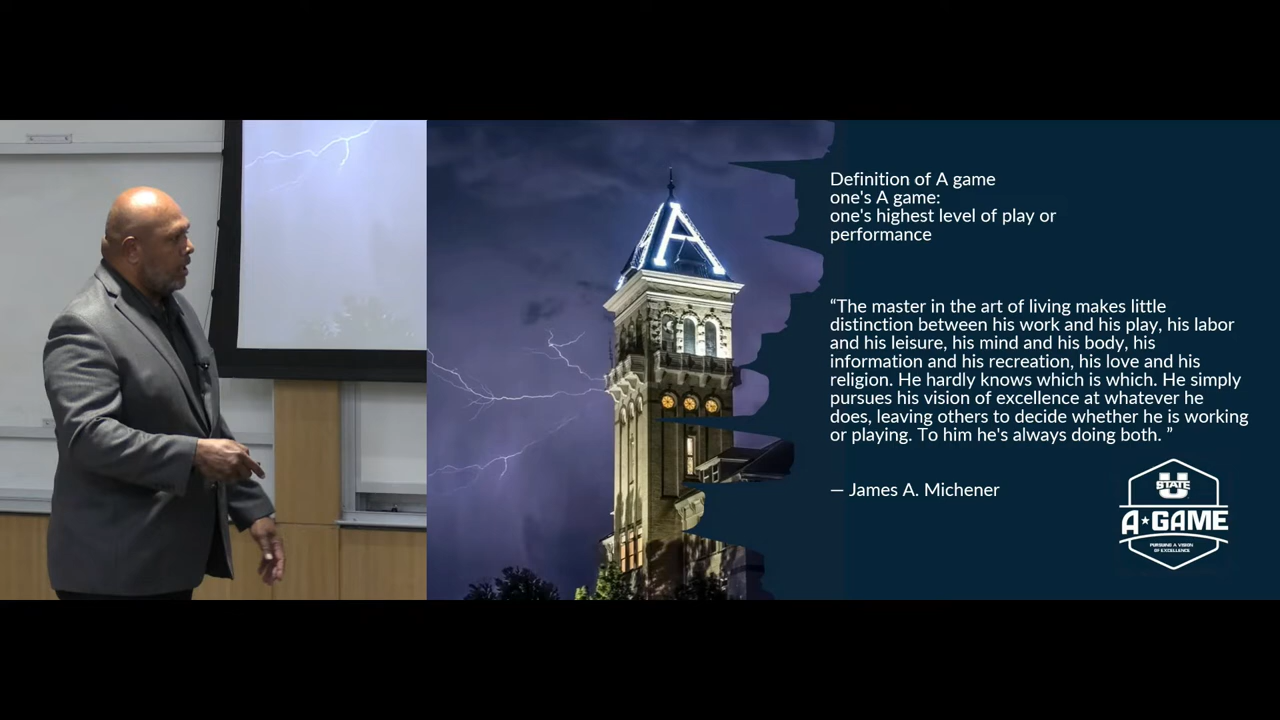 A
Definition of A game
one's A game:
one's highest level of play or
performance
“The master in the art of living makes little
distinction between his work and his play, his labor
and his leisure, his mind and his body, his
information and his recreation, his love and his
religion. He hardly knows which is which. He simply
pursues his vision of excellence at whatever he
does, leaving others to decide whether he is working
or playing. To him he's always doing both. ”
— James A. Michener
U
STATE
A★GAME
PURSUING A VISION
OF EXCELLENCE